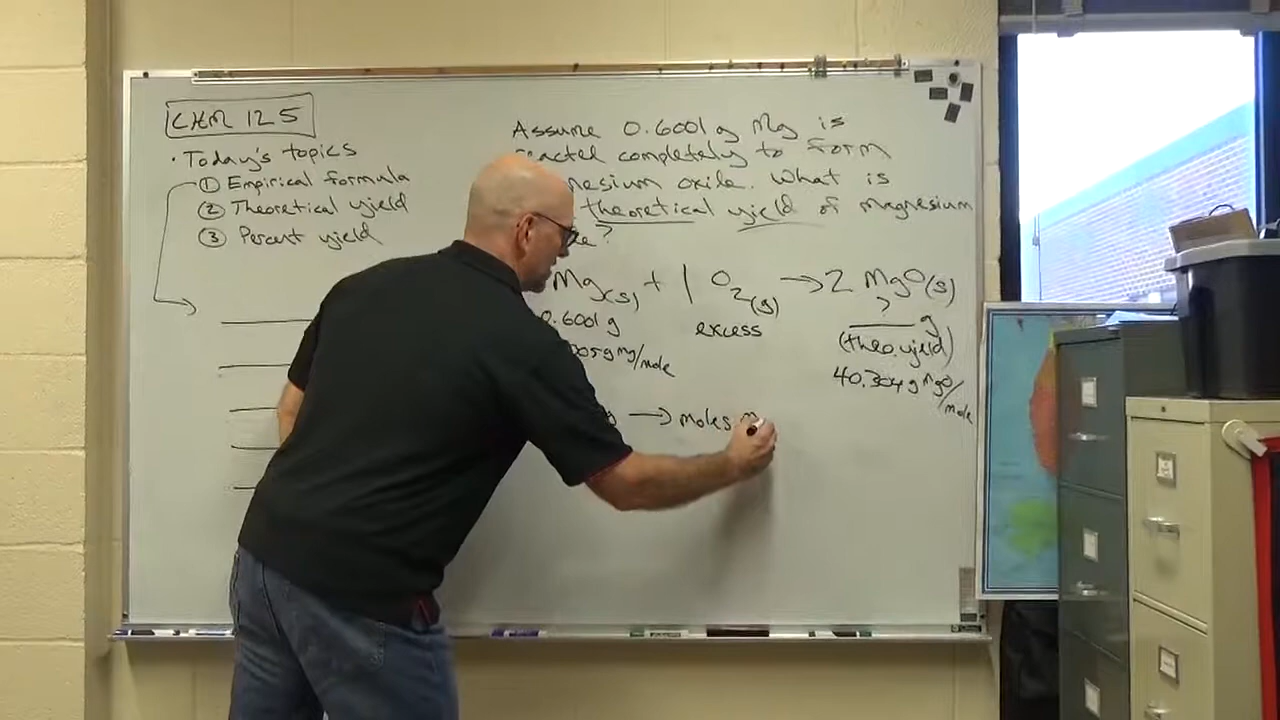 CHM 125
· Today's topics
① Empirical formula
② Theoretical yield
③ Percent yield
Assume 0.6001 g Mg is
completely to form
oxide. What is
theoretical yield of magnesium
?
Mg(s) + 1 O2(g) → 2 MgO(s)
0.6001 g excess ? g
(theo. yield)
g Mg/mole
40.304 g MgO/mole
→ moles